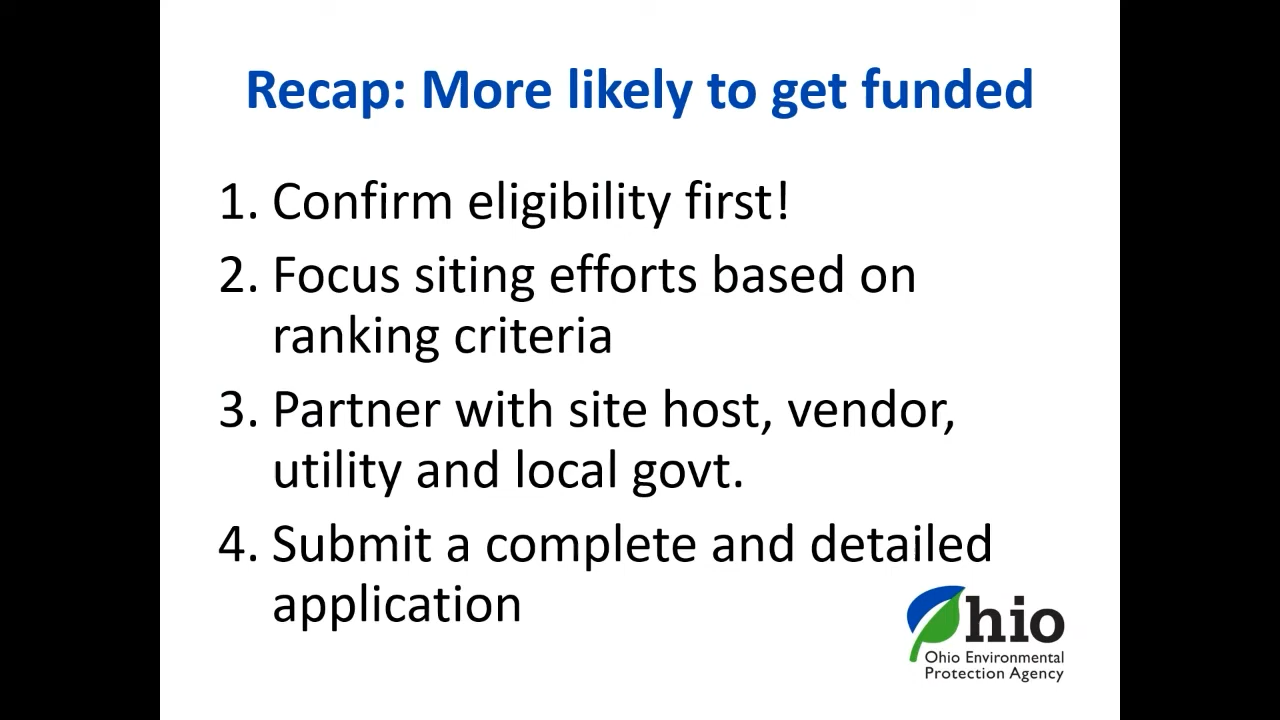 Recap: More likely to get funded
1. Confirm eligibility first!
2. Focus siting efforts based on
ranking criteria
3. Partner with site host, vendor,
utility and local govt.
4. Submit a complete and detailed
application
Ohio
Ohio Environmental
Protection Agency